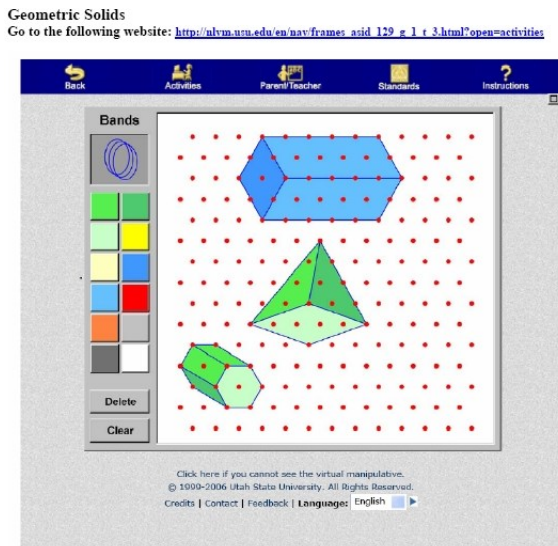 Geometric Solids
Go to the following website: http://nlvm.usu.edu/en/nav/frames_asid_129_g_1_t_3.html?open=activities
Back Activities Parent/Teacher Standards Instructions
Bands
Delete
Clear
Click here if you cannot see the virtual manipulative.
© 1999-2006 Utah State University. All Rights Reserved.
Credits | Contact | Feedback | Language: English